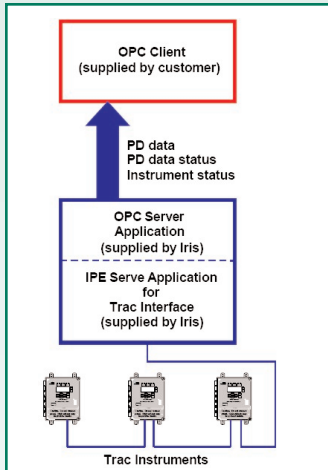 OPC Client
(supplied by customer)
PD data
PD data status
Instrument status
OPC Server
Application
(supplied by Iris)
IPE Serve Application
for
Trac Interface
(supplied by Iris)
Trac Instruments